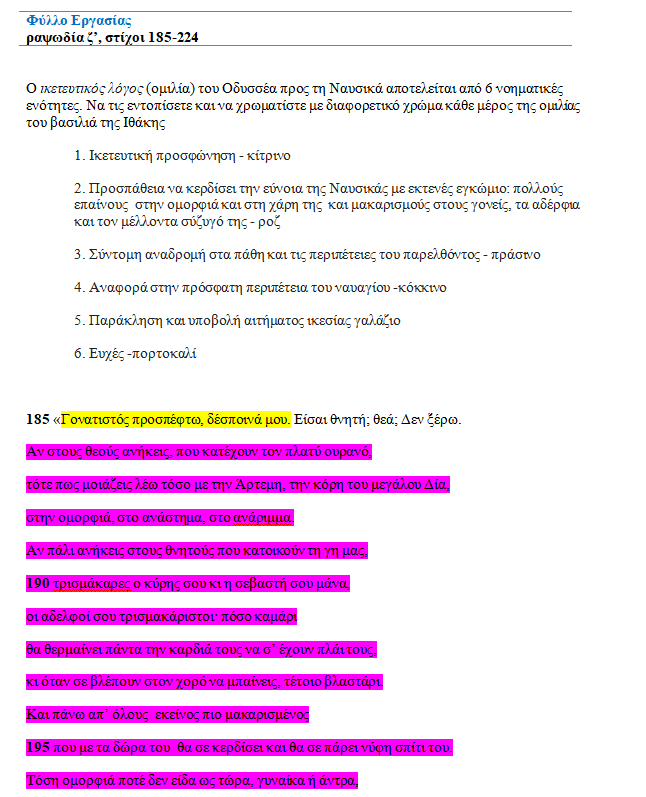 Φύλλο Εργασίας
ραψωδία ζ’, στίχοι 185-224
Ο ικετευτικός λόγος (ομιλία) του Οδυσσέα προς τη Ναυσικά αποτελείται από 6 νοηματικές
ενότητες. Να τις εντοπίσετε και να χρωματίστε με διαφορετικό χρώμα κάθε μέρος της ομιλίας
του βασιλιά της Ιθάκης
1. Ικετευτική προσφώνηση - κίτρινο
2. Προσπάθεια να κερδίσει την εύνοια της Ναυσικάς με εκτενές εγκώμιο: πολλούς
επαίνους στην ομορφιά και στη χάρη της και μακαρισμούς στους γονείς, τα αδέρφια
και τον μέλλοντα σύζυγό της - ροζ
3. Σύντομη αναδρομή στα πάθη και τις περιπέτειες του παρελθόντος - πράσινο
4. Αναφορά στην πρόσφατη περιπέτεια του ναυαγίου -κόκκινο
5. Παράκληση και υποβολή αιτήματος ικεσίας γαλάζιο
6. Ευχές -πορτοκαλί
185 «Γονατιστός προσπέφτω, δέσποινά μου. Είσαι θνητή; θεά; Δεν ξέρω.
Αν στους θεούς ανήκεις, που κατέχουν τον πλατύ ουρανό,
τότε πως μοιάζεις λέω τόσο με την Άρτεμη, την κόρη του μεγάλου Δία,
στην ομορφιά, στο ανάστημα, στο ανάριμμα.
Αν πάλι ανήκεις στους θνητούς που κατοικούν τη γη μας,
190 τρισμάκαρες ο κύρης σου κι η σεβαστή σου μάνα,
οι αδελφοί σου τρισμακάριστοι· πόσο καμάρι
θα θερμαίνει πάντα την καρδιά τους να σ’ έχουν πλάι τους,
κι όταν σε βλέπουν στον χορό να μπαίνεις, τέτοιο βλαστάρι.
Και πάνω απ’ όλους εκείνος πιο μακαρισμένος
195 που με τα δώρα του θα σε κερδίσει και θα σε πάρει νύφη σπίτι του.
Τόση ομορφιά ποτέ δεν είδα ως τώρα, γυναίκα ή άντρα,